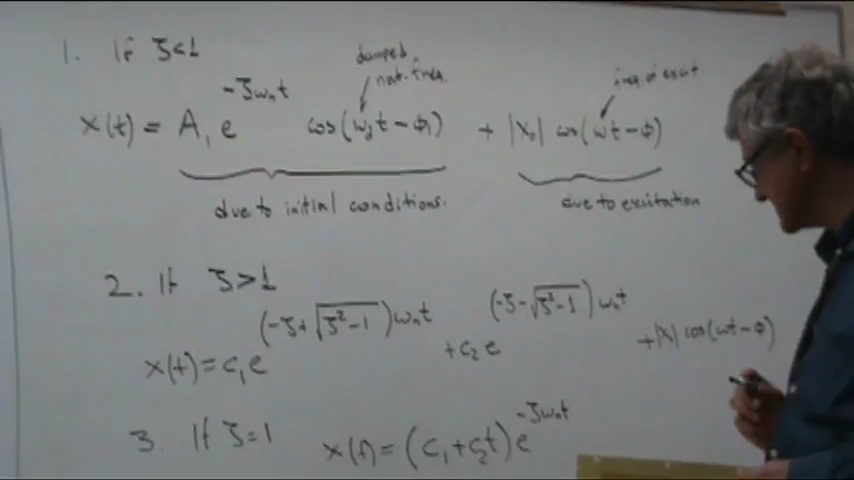 1. If ζ<1
damped
nat. freq.
freq. of excit
x(t) = A₁ e^(-ζωₙt) cos(ω_d t - φ₁) + |X₀| cos(ωt - φ)
due to initial conditions.
due to excitation
2. If ζ>1
x(t) = c₁ e^((-ζ+√(ζ²-1))ωₙt) + c₂ e^((-ζ-√(ζ²-1))ωₙt) + |X| cos(ωt - φ)
3. If ζ=1 x(t) = (c₁ + c₂t) e^(-ζωₙt)